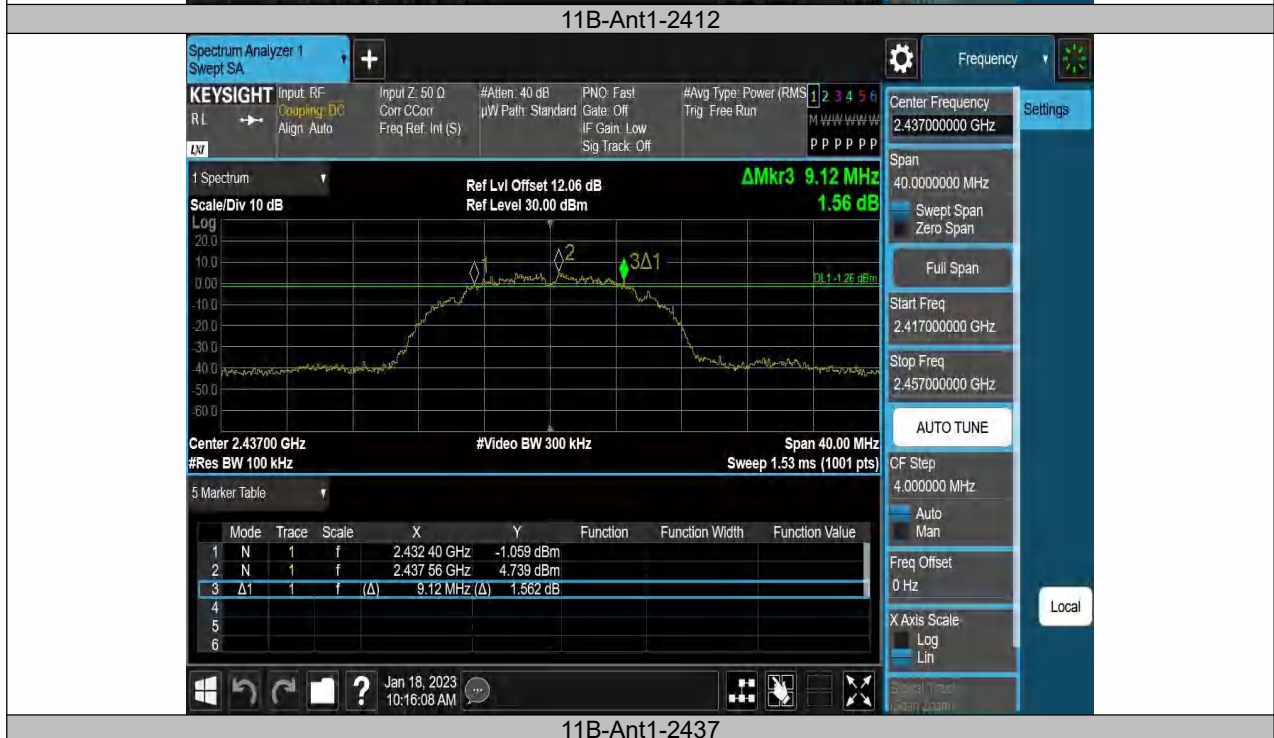 11B-Ant1-2412
Spectrum Analyzer 1
Swept SA
Frequency
KEYSIGHT
RL
LXI
Input: RF
Coupling: DC
Align: Auto
Input Z: 50 Ω
Corr CCorr
Freq Ref: Int (S)
#Atten: 40 dB
µW Path: Standard
PNO: Fast
Gate: Off
IF Gain: Low
Sig Track: Off
#Avg Type: Power (RMS
Trig: Free Run
1 2 3 4 5 6
M W W W W W
P P P P P P
1 Spectrum
Scale/Div 10 dB
Ref Lvl Offset 12.06 dB
Ref Level 30.00 dBm
ΔMkr3 9.12 MHz
1.56 dB
Log
20.0
10.0
0.00
-10.0
-20.0
-30.0
-40.0
-50.0
-60.0
1
2
3Δ1
DL1 -1.26 dBm
Center 2.43700 GHz
#Res BW 100 kHz
#Video BW 300 kHz
Span 40.00 MHz
Sweep 1.53 ms (1001 pts)
5 Marker Table
Mode Trace Scale X Y Function Function Width Function Value
1 N 1 f 2.432 40 GHz -1.059 dBm
2 N 1 f 2.437 56 GHz 4.739 dBm
3 Δ1 1 f (Δ) 9.12 MHz (Δ) 1.562 dB
4
5
6
Jan 18, 2023
10:16:08 AM
Center Frequency
2.437000000 GHz
Settings
Span
40.0000000 MHz
Swept Span
Zero Span
Full Span
Start Freq
2.417000000 GHz
Stop Freq
2.457000000 GHz
AUTO TUNE
CF Step
4.000000 MHz
Auto
Man
Freq Offset
0 Hz
X Axis Scale
Log
Lin
Local
Signal Track
(Span Zoom)
11B-Ant1-2437